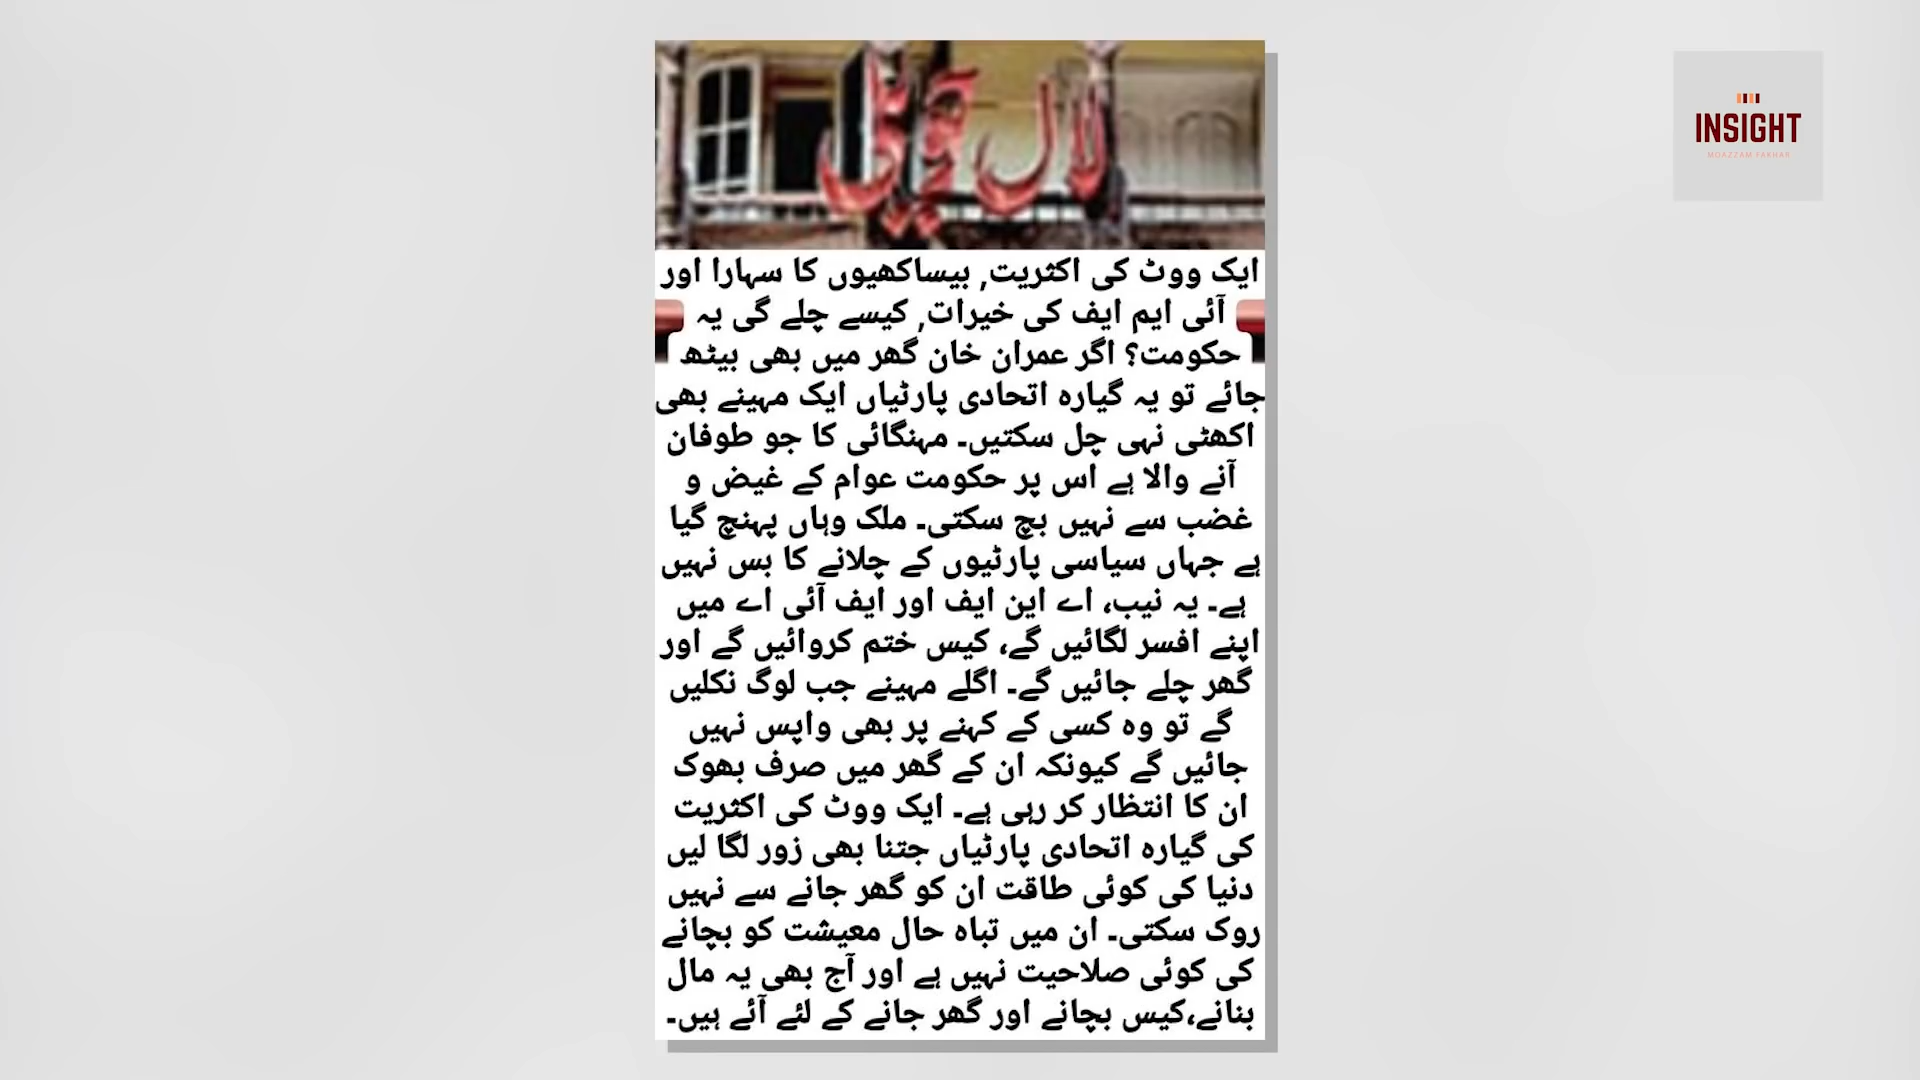 لال حویلی
INSIGHT
MOAZZAM FAKHAR
ایک ووٹ کی اکثریت, بیساکھیوں کا سہارا اور
آئی ایم ایف کی خیرات, کیسے چلے گی یہ
حکومت؟ اگر عمران خان گھر میں بھی بیٹھ
جائے تو یہ گیارہ اتحادی پارٹیاں ایک مہینے بھی
اکھٹی نہی چل سکتیں۔ مہنگائی کا جو طوفان
آنے والا ہے اس پر حکومت عوام کے غیض و
غضب سے نہیں بچ سکتی۔ ملک وہاں پہنچ گیا
ہے جہاں سیاسی پارٹیوں کے چلانے کا بس نہیں
ہے۔ یہ نیب، اے این ایف اور ایف آئی اے میں
اپنے افسر لگائیں گے، کیس ختم کروائیں گے اور
گھر چلے جائیں گے۔ اگلے مہینے جب لوگ نکلیں
گے تو وہ کسی کے کہنے پر بھی واپس نہیں
جائیں گے کیونکہ ان کے گھر میں صرف بھوک
ان کا انتظار کر رہی ہے۔ ایک ووٹ کی اکثریت
کی گیارہ اتحادی پارٹیاں جتنا بھی زور لگا لیں
دنیا کی کوئی طاقت ان کو گھر جانے سے نہیں
روک سکتی۔ ان میں تباہ حال معیشت کو بچانے
کی کوئی صلاحیت نہیں ہے اور آج بھی یہ مال
بنانے،کیس بچانے اور گھر جانے کے لئے آئے ہیں۔